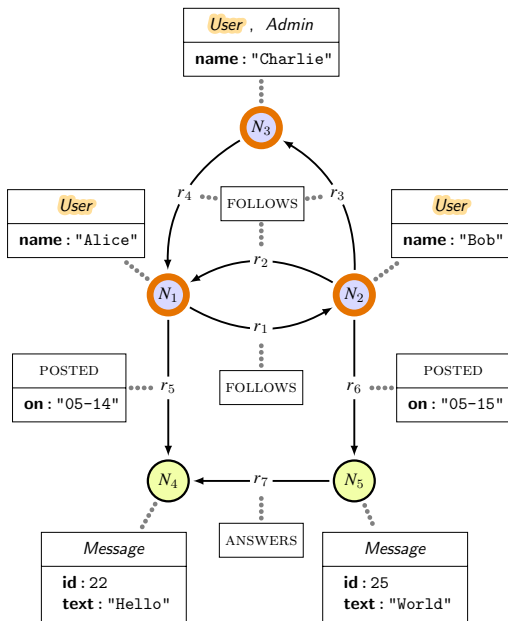 User , Admin
name : "Charlie"
N3
r4
r3
FOLLOWS
User
name : "Alice"
User
name : "Bob"
r2
N1
N2
r1
POSTED
on : "05-14"
r5
FOLLOWS
r6
POSTED
on : "05-15"
N4
r7
N5
Message
id : 22
text : "Hello"
ANSWERS
Message
id : 25
text : "World"